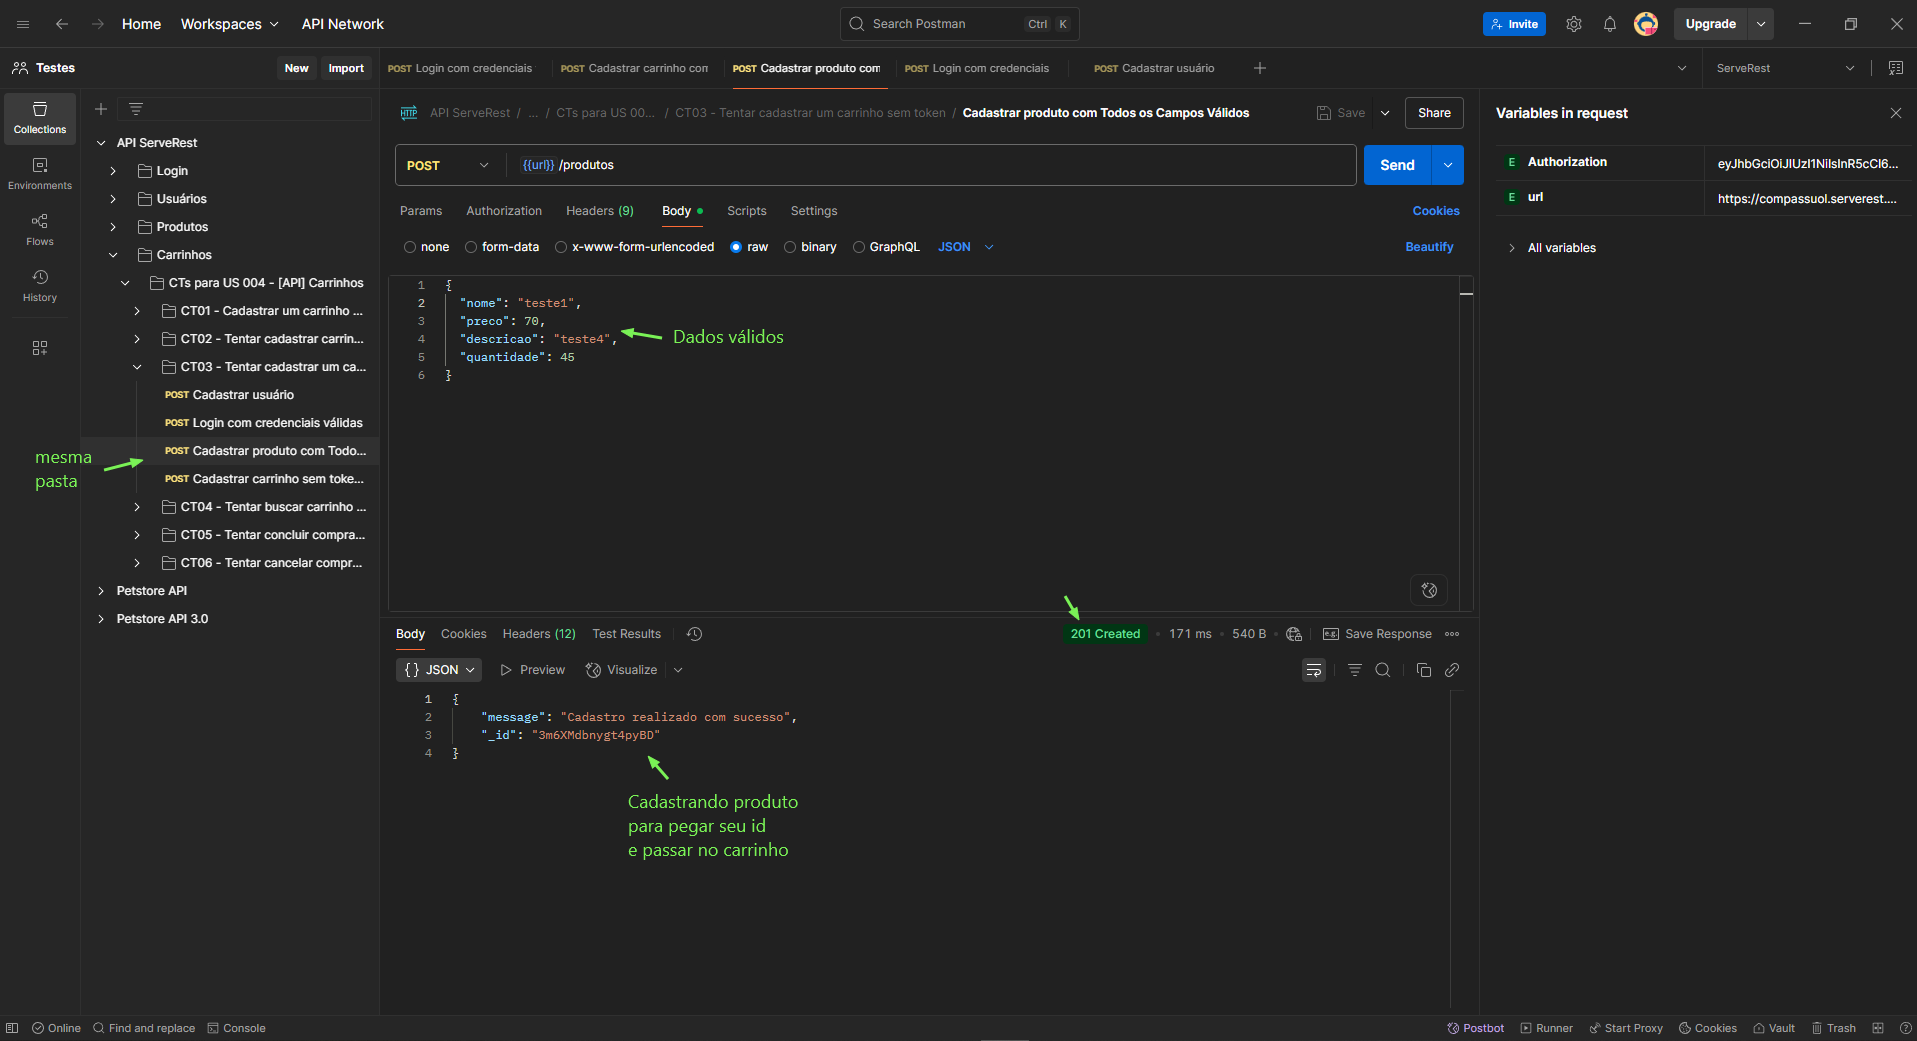 Home
Workspaces
API Network
Search Postman
Ctrl
K
Invite
Upgrade
Testes
New
Import
POST Login com credenciais
POST Cadastrar carrinho com
POST Cadastrar produto com
POST Login com credenciais
POST Cadastrar usuário
ServeRest
Collections
Environments
Flows
History
API ServeRest
Login
Usuários
Produtos
Carrinhos
CTs para US 004 - [API] Carrinhos
CT01 - Cadastrar um carrinho ...
CT02 - Tentar cadastrar carrin...
CT03 - Tentar cadastrar um ca...
POST Cadastrar usuário
POST Login com credenciais válidas
POST Cadastrar produto com Todo...
POST Cadastrar carrinho sem toke...
CT04 - Tentar buscar carrinho ...
CT05 - Tentar concluir compra...
CT06 - Tentar cancelar compr...
Petstore API
Petstore API 3.0
mesma
pasta
HTTP
API ServeRest / ... / CTs para US 00... / CT03 - Tentar cadastrar um carrinho sem token / Cadastrar produto com Todos os Campos Válidos
Save
Share
POST
{{url}} /produtos
Send
Params
Authorization
Headers (9)
Body
Scripts
Settings
Cookies
none
form-data
x-www-form-urlencoded
raw
binary
GraphQL
JSON
Beautify
1 {
2 "nome": "teste1",
3 "preco": 70,
4 "descricao": "teste4",
5 "quantidade": 45
6 }
Dados válidos
Body
Cookies
Headers (12)
Test Results
201 Created
171 ms
540 B
e.g.
Save Response
{} JSON
Preview
Visualize
1 {
2 "message": "Cadastro realizado com sucesso",
3 "_id": "3m6XMdbnygt4pyBD"
4 }
Cadastrando produto
para pegar seu id
e passar no carrinho
Variables in request
E Authorization
eyJhbGciOiJIUzI1NiIsInR5cCI6...
E url
https://compassuol.serverest....
All variables
Online
Find and replace
Console
Postbot
Runner
Start Proxy
Cookies
Vault
Trash